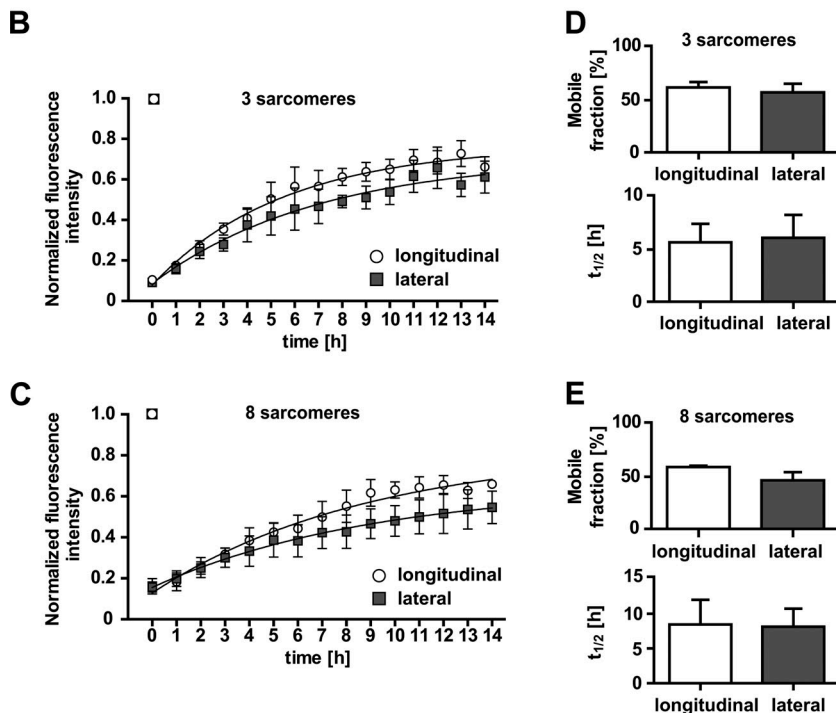 B
3 sarcomeres
Normalized fluorescence
intensity
1.0
0.8
0.6
0.4
0.2
0
longitudinal
lateral
0 1 2 3 4 5 6 7 8 9 10 11 12 13 14
time [h]
C
8 sarcomeres
Normalized fluorescence
intensity
1.0
0.8
0.6
0.4
0.2
0
longitudinal
lateral
0 1 2 3 4 5 6 7 8 9 10 11 12 13 14
time [h]
D
3 sarcomeres
Mobile
fraction [%]
100
50
0
longitudinal lateral
t1/2 [h]
10
5
0
longitudinal lateral
E
8 sarcomeres
Mobile
fraction [%]
100
50
0
longitudinal lateral
t1/2 [h]
15
10
5
0
longitudinal lateral